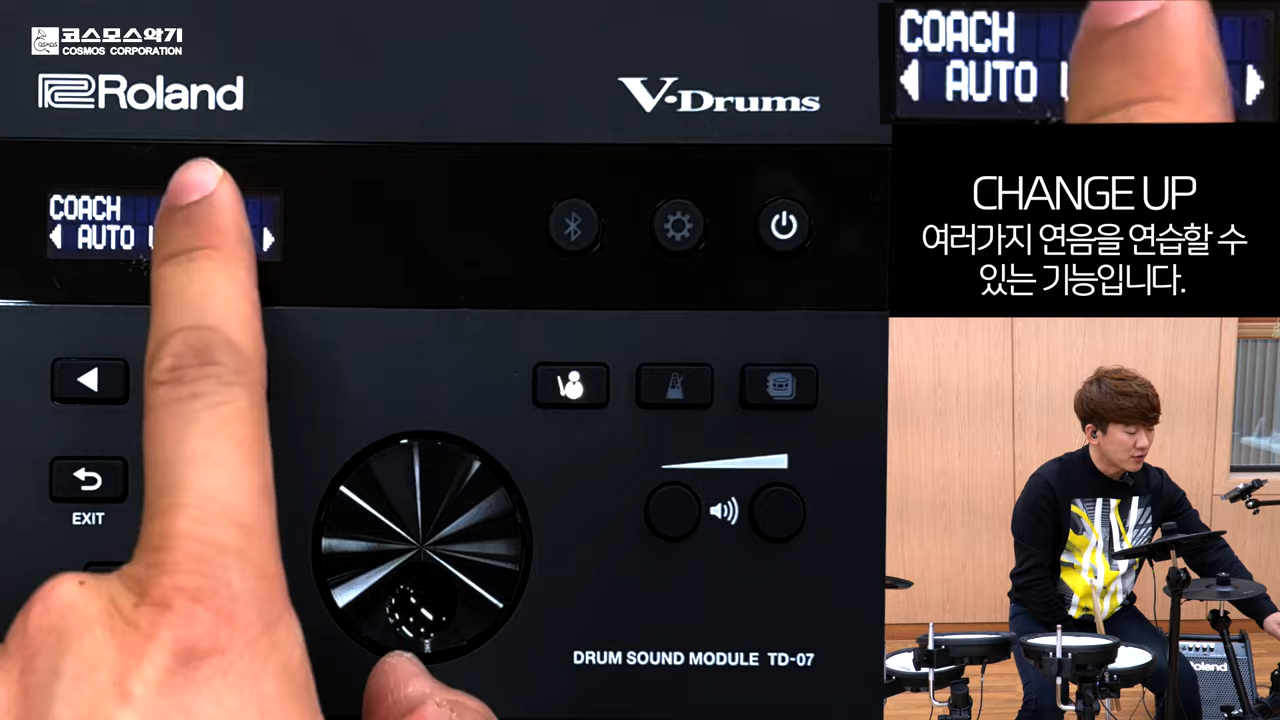 코스모스악기
COSMOS CORPORATION
Roland
V-Drums
COACH
AUTO
COACH
AUTO
CHANGE UP
여러가지 연음을 연습할 수
있는 기능입니다.
EXIT
DRUM SOUND MODULE TD-07
Roland